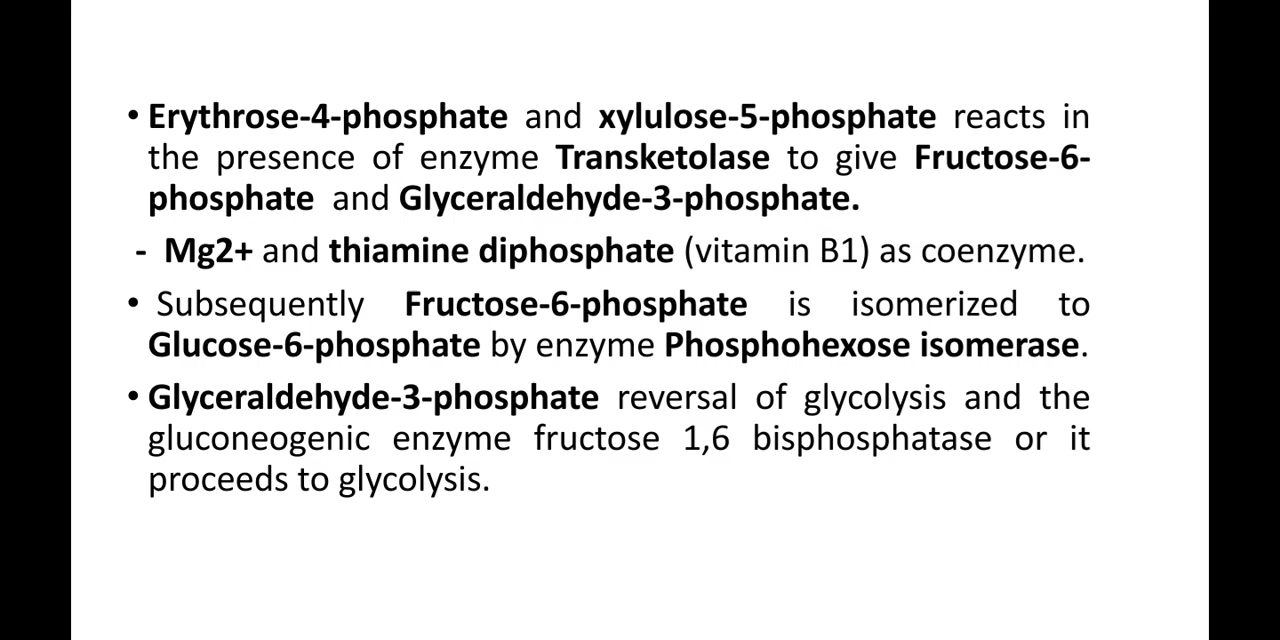 • Erythrose-4-phosphate and xylulose-5-phosphate reacts in
the presence of enzyme Transketolase to give Fructose-6-
phosphate and Glyceraldehyde-3-phosphate.
- Mg2+ and thiamine diphosphate (vitamin B1) as coenzyme.
• Subsequently Fructose-6-phosphate is isomerized to
Glucose-6-phosphate by enzyme Phosphohexose isomerase.
• Glyceraldehyde-3-phosphate reversal of glycolysis and the
gluconeogenic enzyme fructose 1,6 bisphosphatase or it
proceeds to glycolysis.